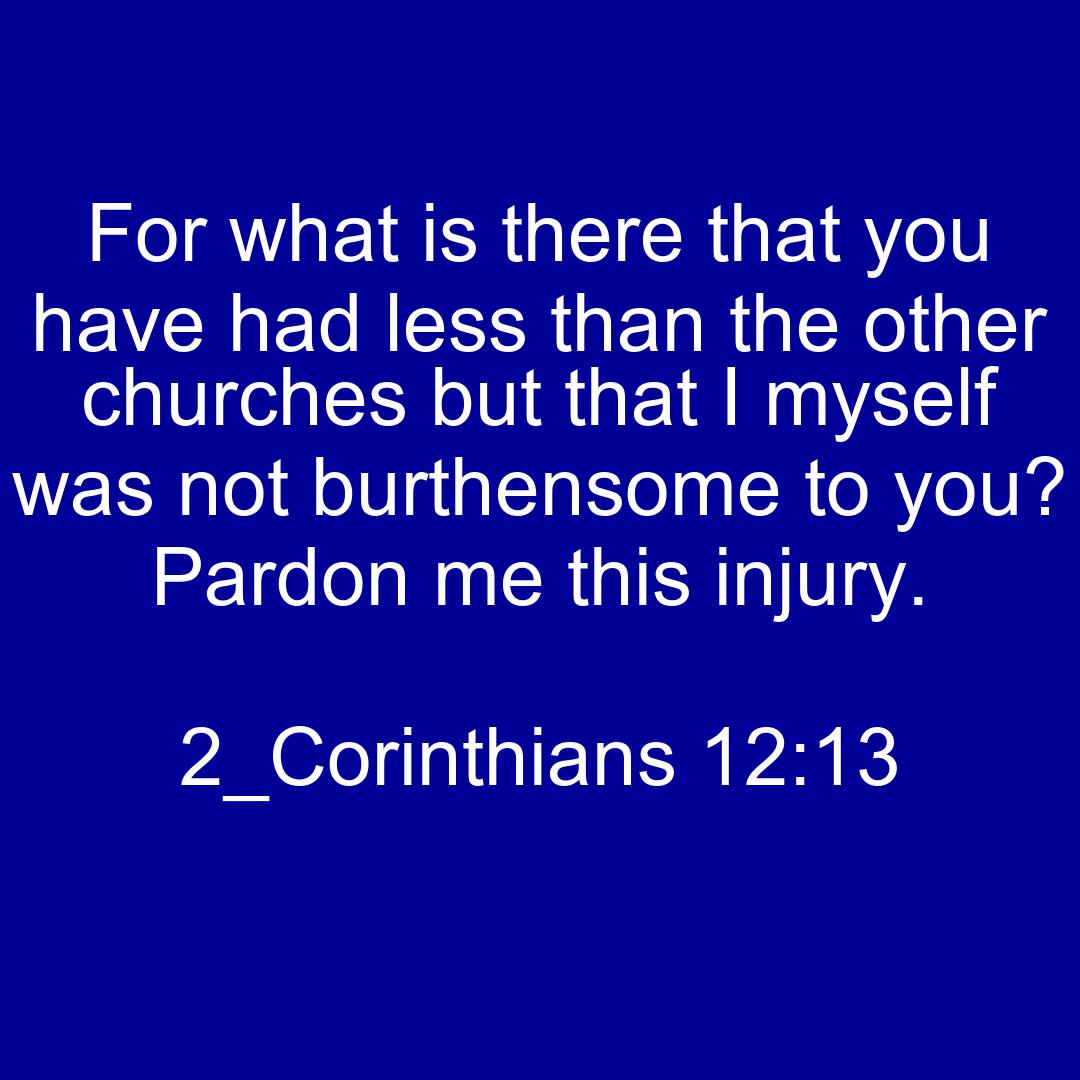 For what is there that you
have had less than the other
churches but that I myself
was not burthensome to you?
Pardon me this injury.
2_Corinthians 12:13